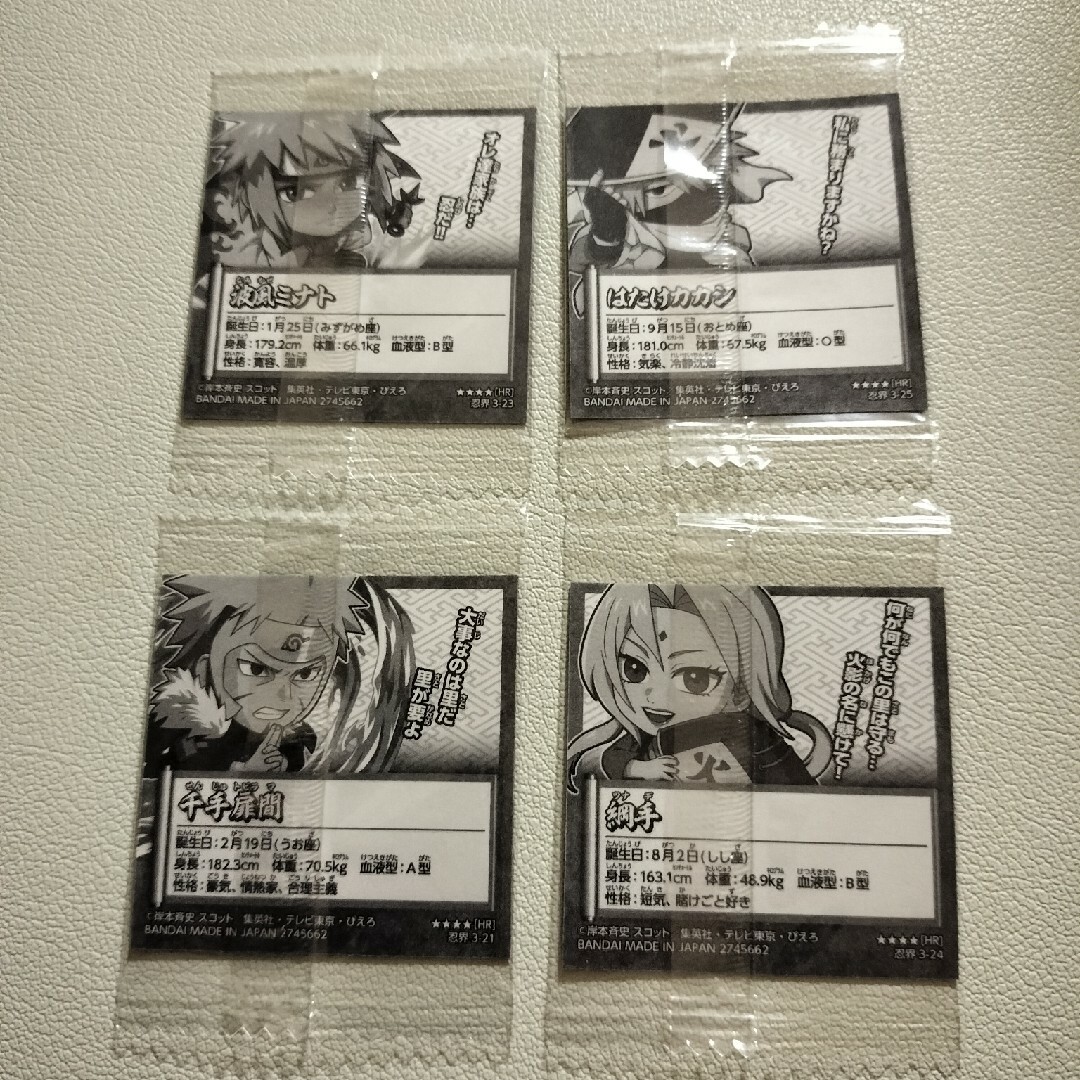 オレ達家族は…
忍だ!!
波風ミナト
誕生日:1月25日(みずがめ座)
身長:179.2cm 体重:66.1kg 血液型:B型
性格:寛容、温厚
©岸本斉史 スコット 集英社・テレビ東京・ぴえろ
BANDAI MADE IN JAPAN 2745662
★★★★[HR]
忍界 3-23
ますかね?
はたけカカシ
誕生日:9月15日(おとめ座)
身長:181.0cm 体重:67.5kg 血液型:O型
性格:気楽、冷静沈着
©岸本斉史 スコット 集英社・テレビ東京・ぴえろ
BANDAI MADE IN JAPAN 2745662
★★★★[HR]
忍界 3-25
大事なのは里だ
里が要よ
千手扉間
誕生日:2月19日(うお座)
身長:182.3cm 体重:70.5kg 血液型:A型
性格:豪気、情熱家、合理主義
©岸本斉史 スコット 集英社・テレビ東京・ぴえろ
BANDAI MADE IN JAPAN 2745662
★★★★[HR]
忍界 3-21
何が何でもこの里は守る…
火影の名に懸けて!
火
綱手
誕生日:8月2日(しし座)
身長:163.1cm 体重:48.9kg 血液型:B型
性格:短気、賭けごと好き
©岸本斉史 スコット 集英社・テレビ東京・ぴえろ
BANDAI MADE IN JAPAN 2745662
★★★★[HR]
忍界 3-24